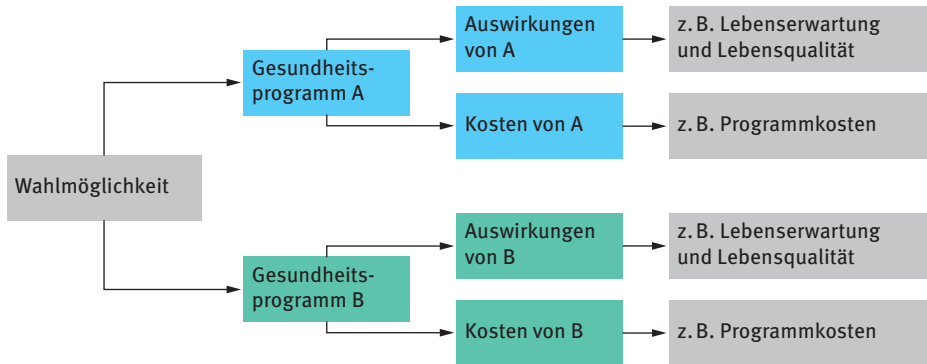 Wahlmöglichkeit
Gesundheits-
programm A
Auswirkungen
von A
z. B. Lebenserwartung
und Lebensqualität
Kosten von A
z. B. Programmkosten
Gesundheits-
programm B
Auswirkungen
von B
z. B. Lebenserwartung
und Lebensqualität
Kosten von B
z. B. Programmkosten